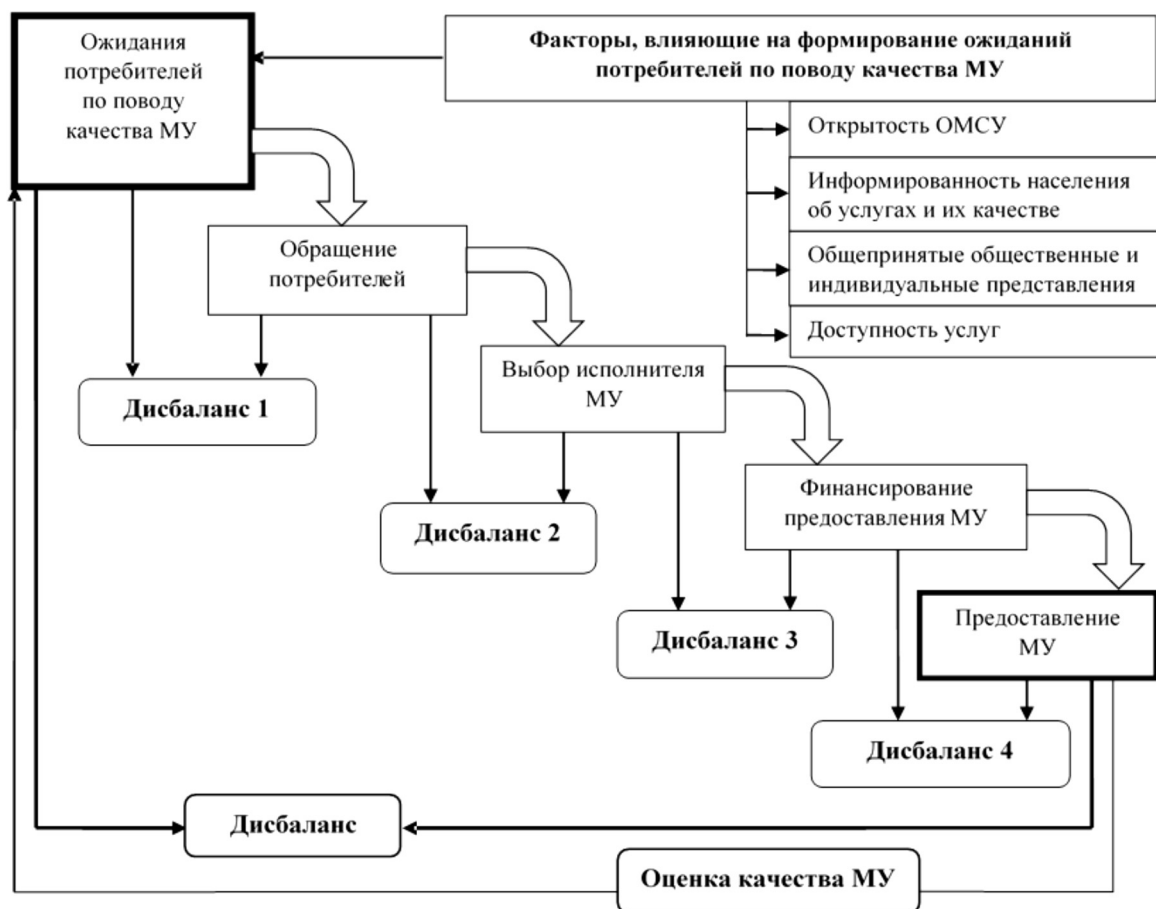 Ожидания
потребителей
по поводу
качества МУ
Факторы, влияющие на формирование ожиданий
потребителей по поводу качества МУ
Открытость ОМСУ
Информированность населения
об услугах и их качестве
Общепринятые общественные и
индивидуальные представления
Доступность услуг
Обращение
потребителей
Выбор исполнителя
МУ
Дисбаланс 1
Финансирование
предоставления МУ
Дисбаланс 2
Предоставление
МУ
Дисбаланс 3
Дисбаланс 4
Дисбаланс
Оценка качества МУ